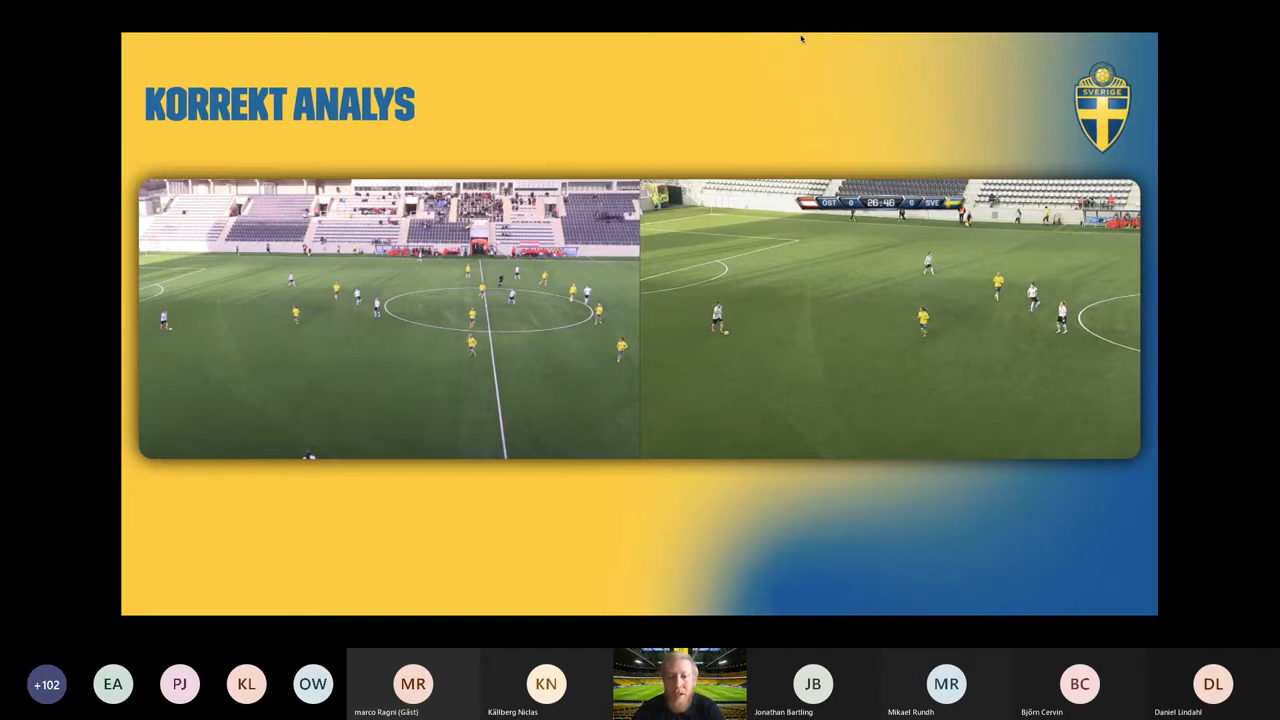 KORREKT ANALYS
SVERIGE
ÖST 0 26:46 0 SVE
+102
EA
PJ
KL
OW
MR
KN
JB
MR
BC
DL
marco Ragni (Gäst)
Källberg Niclas
Jonathan Bartling
Mikael Rundh
Björn Cervin
Daniel Lindahl